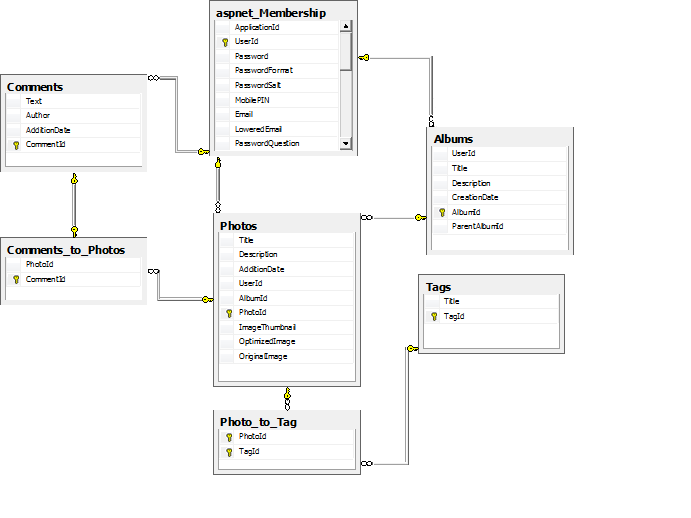 aspnet_Membership
ApplicationId
UserId
Password
PasswordFormat
PasswordSalt
MobilePIN
Email
LoweredEmail
PasswordQuestion
Comments
Text
Author
AdditionDate
CommentId
Albums
UserId
Title
Description
CreationDate
AlbumId
ParentAlbumId
Comments_to_Photos
PhotoId
CommentId
Photos
Title
Description
AdditionDate
UserId
AlbumId
PhotoId
ImageThumbnail
OptimizedImage
OriginalImage
Tags
Title
TagId
Photo_to_Tag
PhotoId
TagId